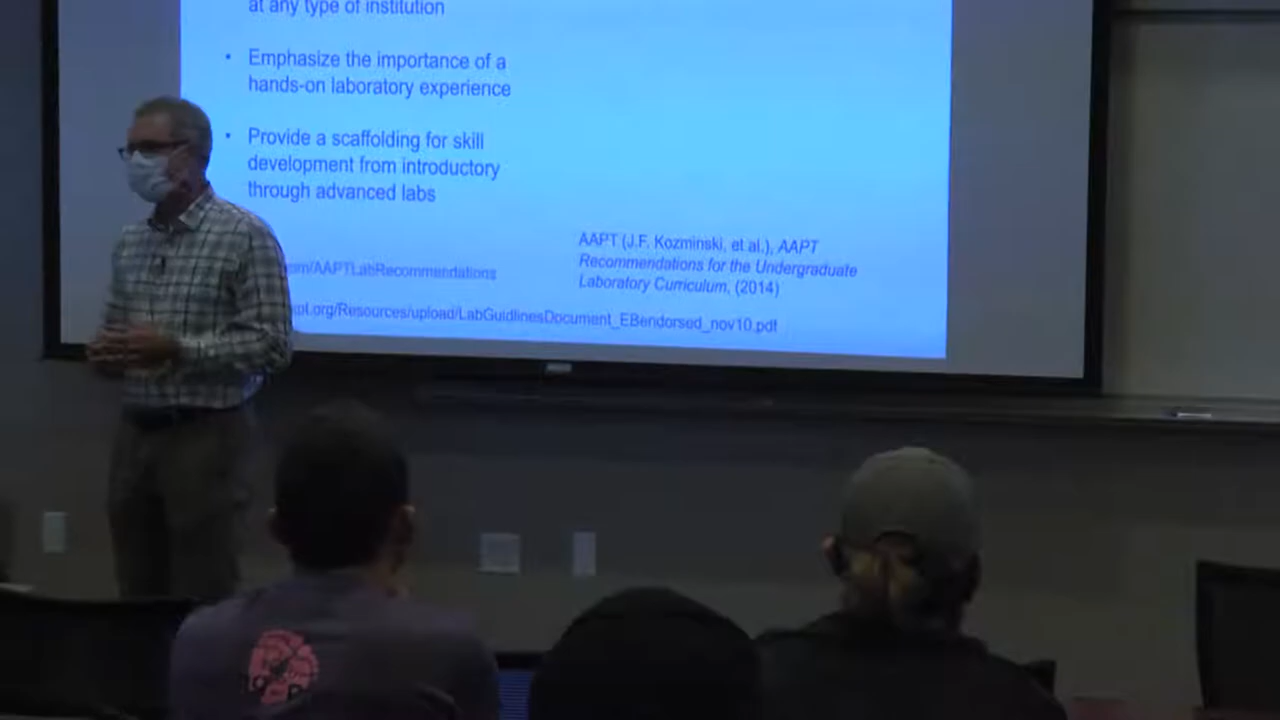 at any type of institution
• Emphasize the importance of a
hands-on laboratory experience
• Provide a scaffolding for skill
development from introductory
through advanced labs
AAPT (J.F. Kozminski, et al.), AAPT
Recommendations for the Undergraduate
Laboratory Curriculum, (2014)
om/AAPTLabRecommendations
.org/Resources/upload/LabGuidlinesDocument_EBendorsed_nov10.pdf